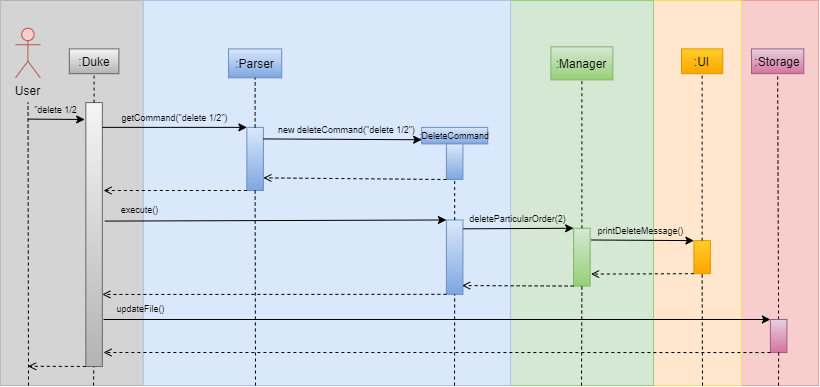 :Duke
:Parser
:Manager
:UI
:Storage
User
"delete 1/2
getCommand("delete 1/2")
new deleteCommand("delete 1/2")
DeleteCommand
execute()
deleteParticularOrder(2)
printDeleteMessage()
updateFile()